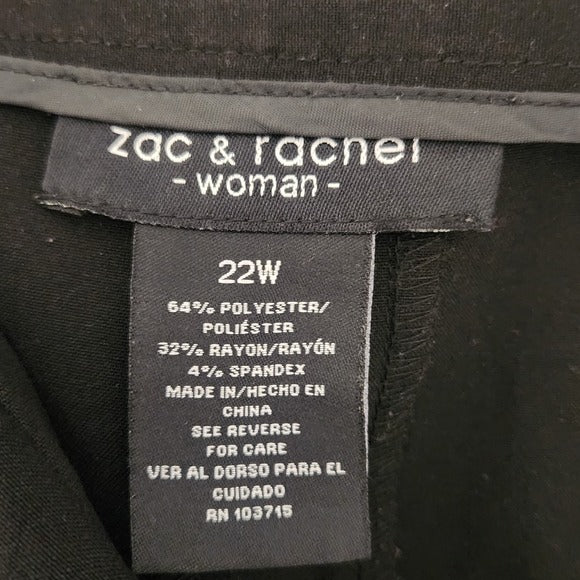 zac & rachel
- woman -
22W
64% POLYESTER/
POLIÉSTER
32% RAYON/RAYÓN
4% SPANDEX
MADE IN/HECHO EN
CHINA
SEE REVERSE
FOR CARE
VER AL DORSO PARA EL
CUIDADO
RN 103715